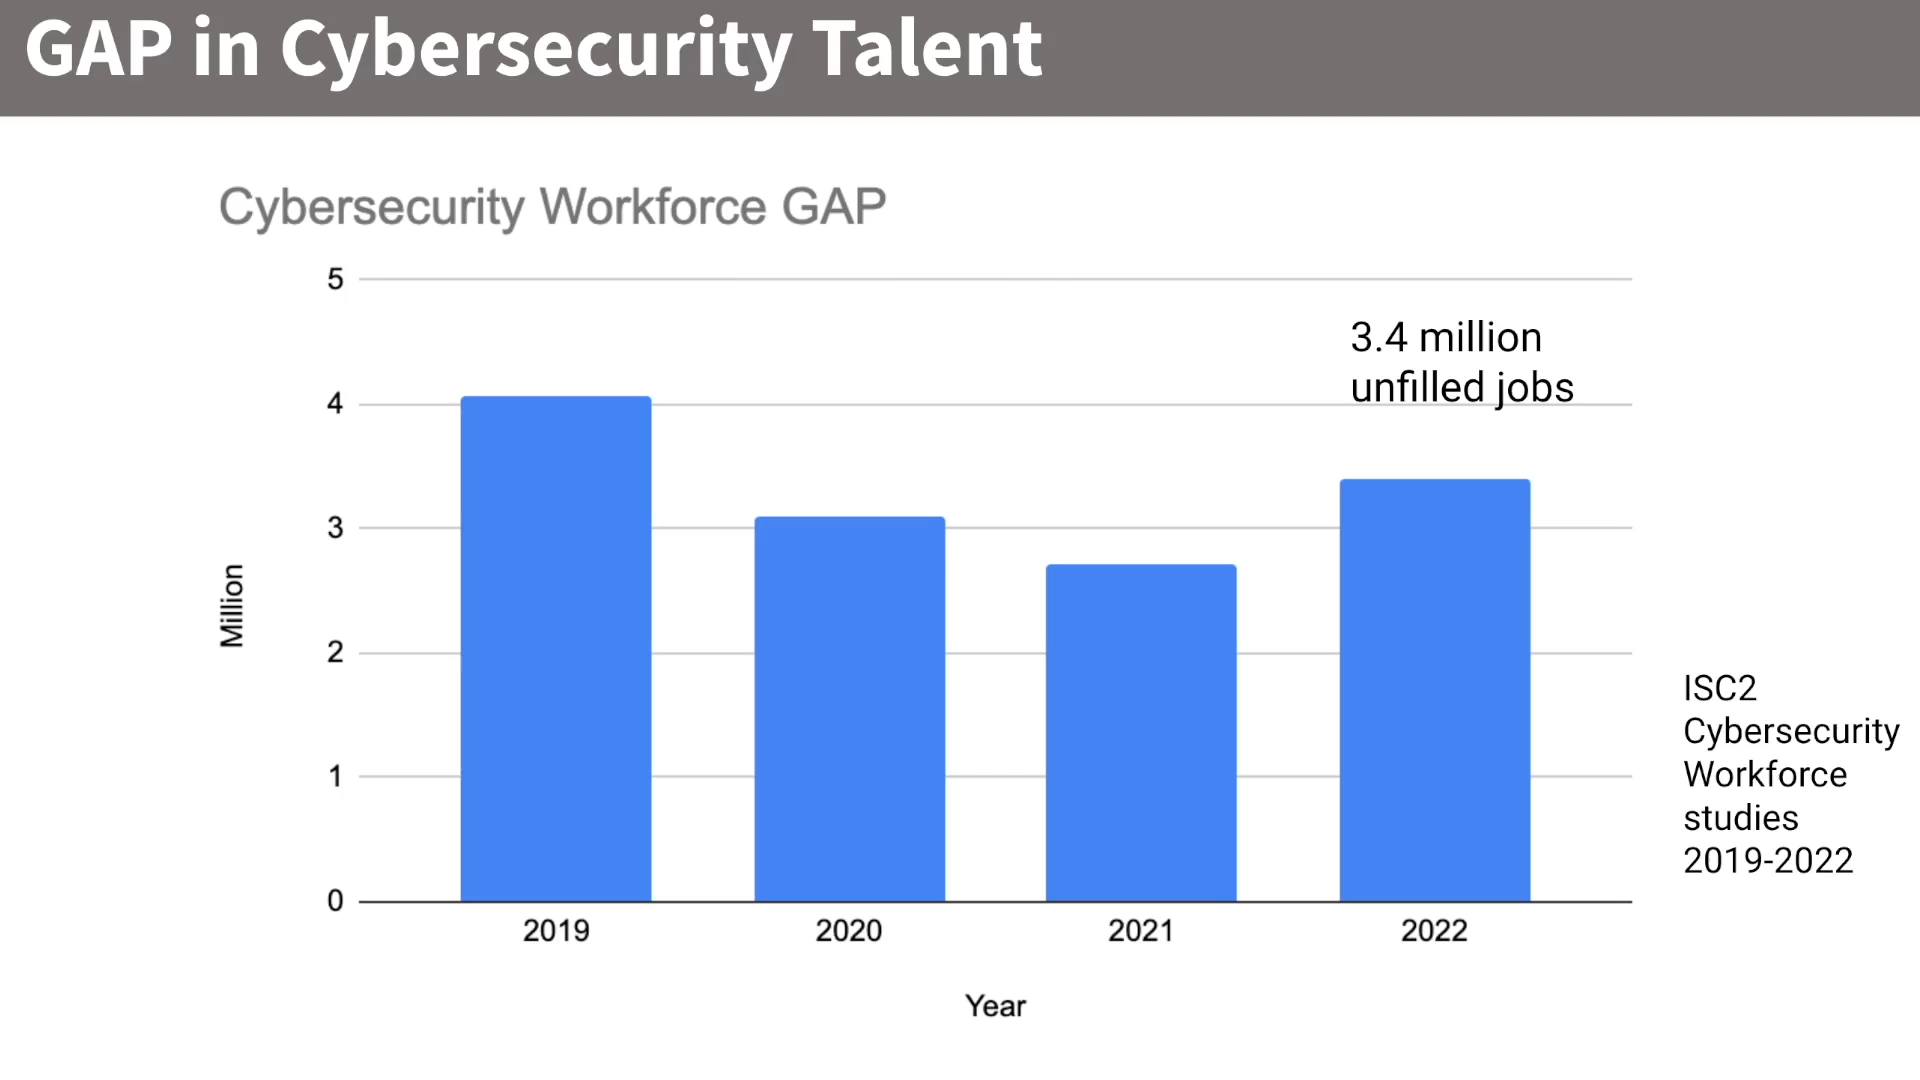 GAP in Cybersecurity Talent
Cybersecurity Workforce GAP
5
4
3
2
1
0
Million
3.4 million
unfilled jobs
2019
2020
2021
2022
Year
ISC2
Cybersecurity
Workforce
studies
2019-2022